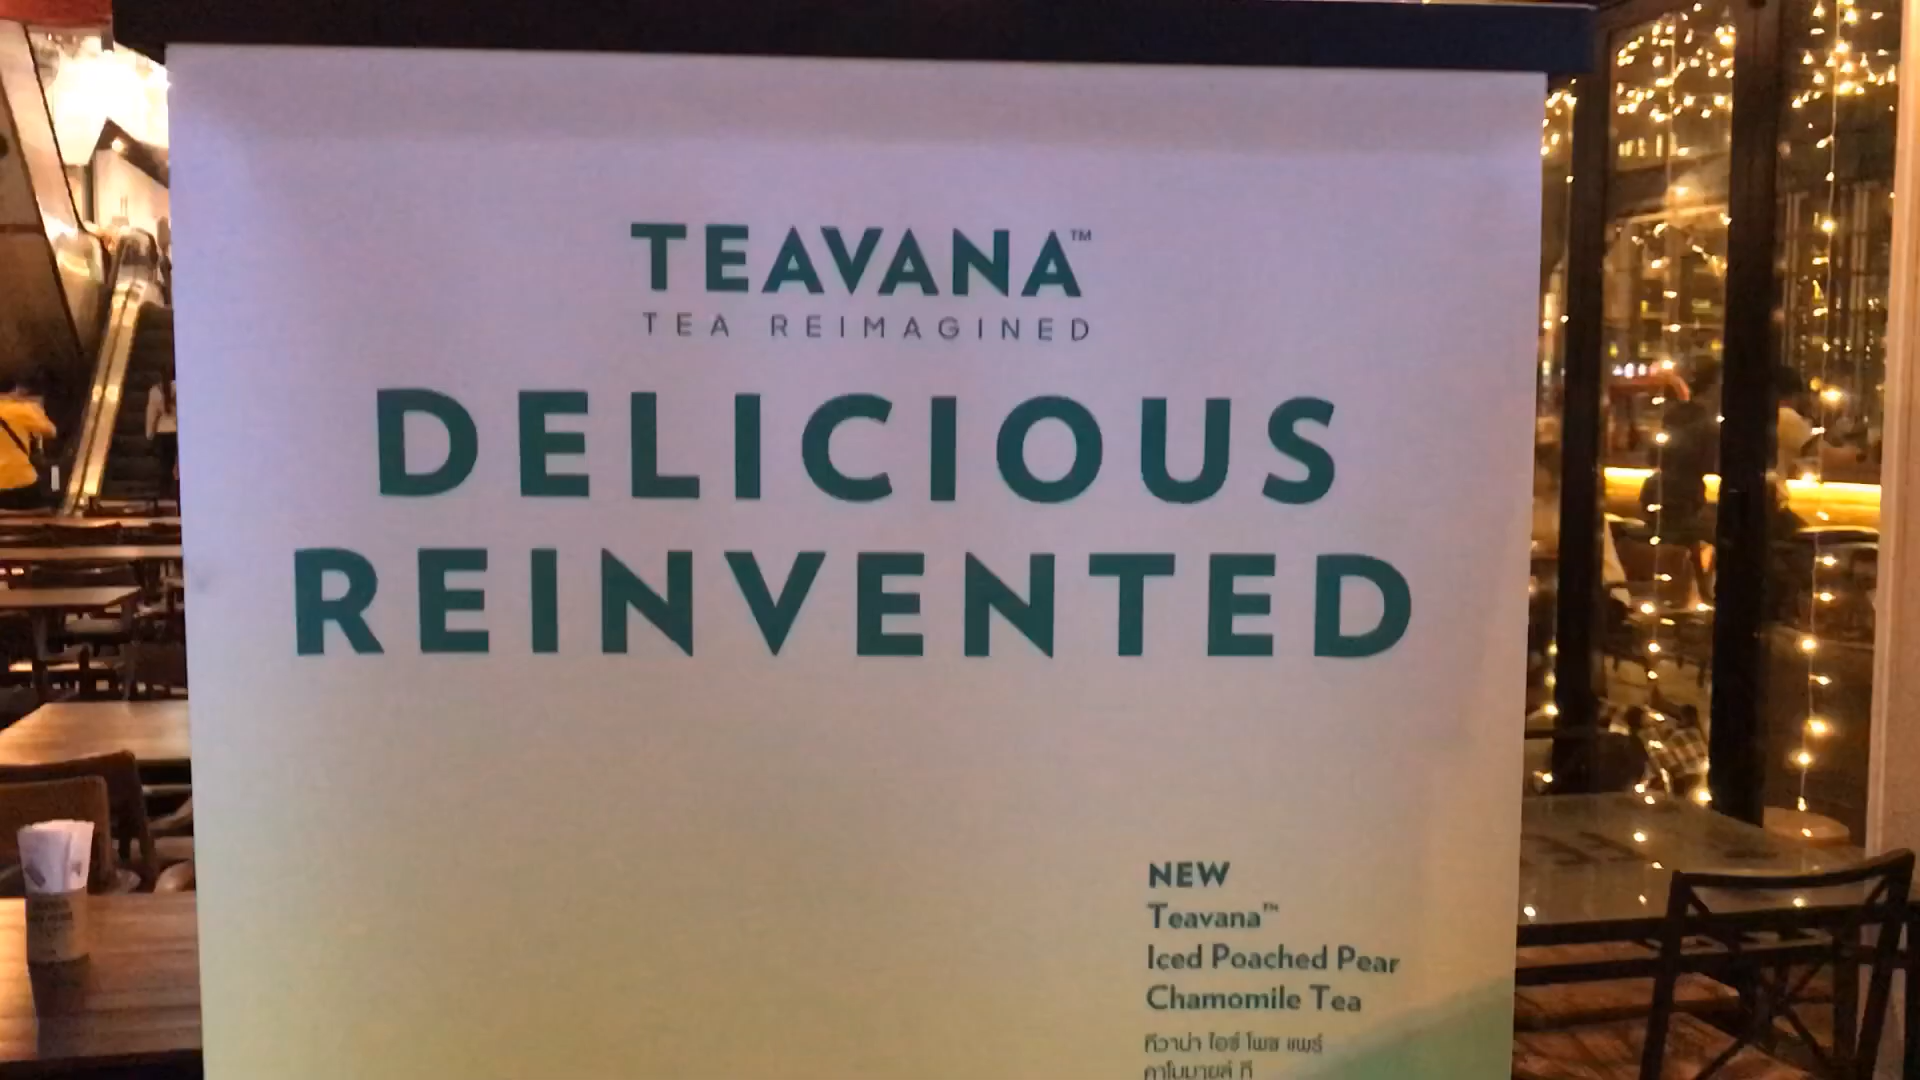 TEAVANA™
TEA REIMAGINED
DELICIOUS
REINVENTED
NEW
Teavana™
Iced Poached Pear
Chamomile Tea
ทีวาน่า ไอซ์ โพช แพร์
คาโมมายล์ ที